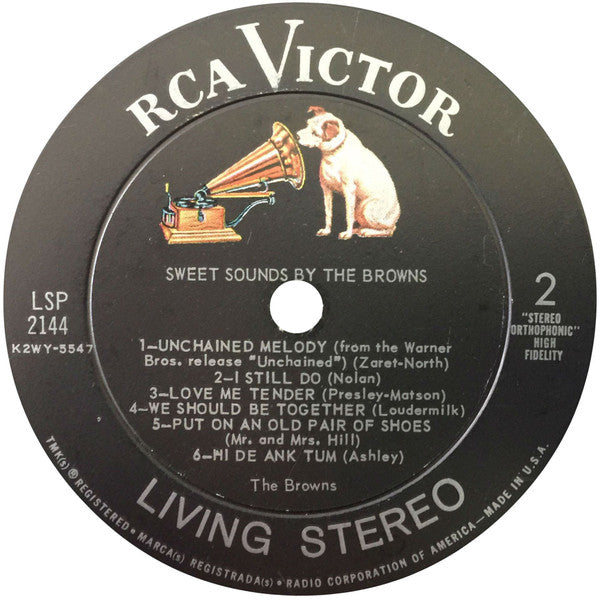 RCA VICTOR
SWEET SOUNDS BY THE BROWNS
LSP
2144
K2WY-5547
2
"STEREO
ORTHOPHONIC"
HIGH
FIDELITY
1—UNCHAINED MELODY (from the Warner
Bros. release "Unchained") (Zaret-North)
2—I STILL DO (Nolan)
3—LOVE ME TENDER (Presley-Matson)
4—WE SHOULD BE TOGETHER (Loudermilk)
5—PUT ON AN OLD PAIR OF SHOES
(Mr. and Mrs. Hill)
6—HI DE ANK TUM (Ashley)
The Browns
LIVING STEREO
TMK(s) ® REGISTERED • MARCA(s) REGISTRADA(s) • RADIO CORPORATION OF AMERICA—MADE IN U.S.A.